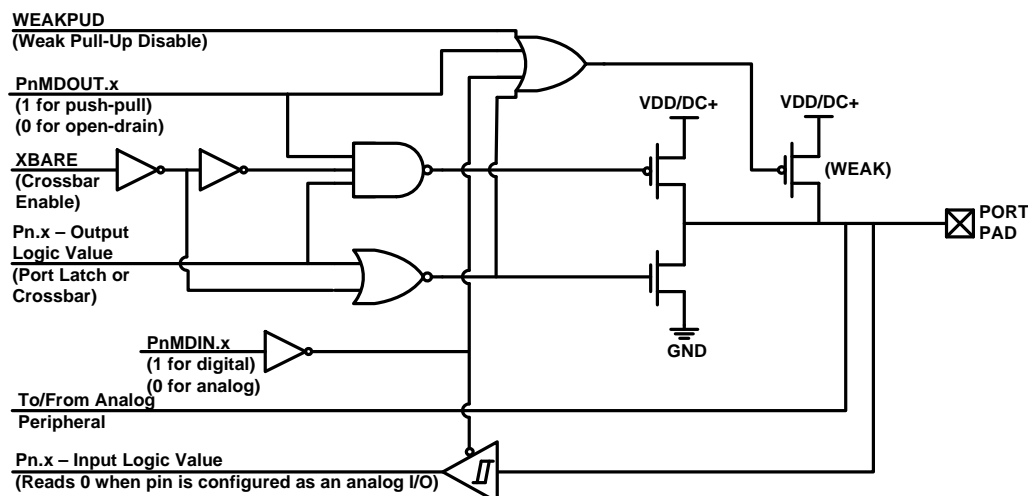 WEAKPUD
(Weak Pull-Up Disable)
PnMDOUT.x
(1 for push-pull)
(0 for open-drain)
XBARE
(Crossbar
Enable)
Pn.x – Output
Logic Value
(Port Latch or
Crossbar)
PnMDIN.x
(1 for digital)
(0 for analog)
To/From Analog
Peripheral
Pn.x – Input Logic Value
(Reads 0 when pin is configured as an analog I/O)
VDD/DC+
VDD/DC+
(WEAK)
PORT
PAD
GND